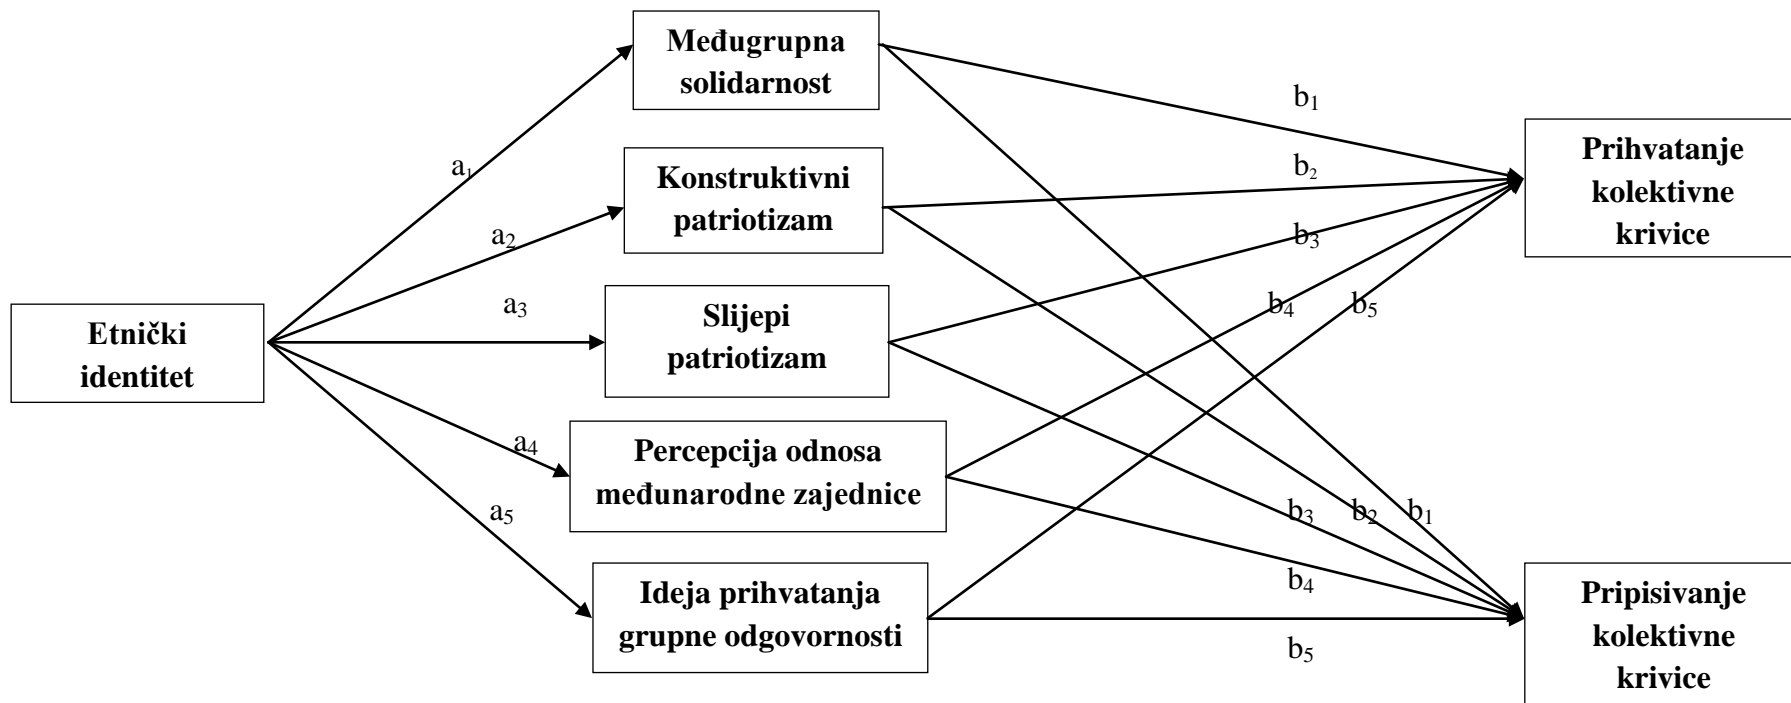 Etnički
identitet
a₁
a₂
a₃
a₄
a₅
Međugrupna
solidarnost
Konstruktivni
patriotizam
Slijepi
patriotizam
Percepcija odnosa
međunarodne zajednice
Ideja prihvatanja
grupne odgovornosti
b₁
b₂
b₃
b₄
b₅
b₃
b₂
b₁
b₄
b₅
Prihvatanje
kolektivne
krivice
Pripisivanje
kolektivne
krivice